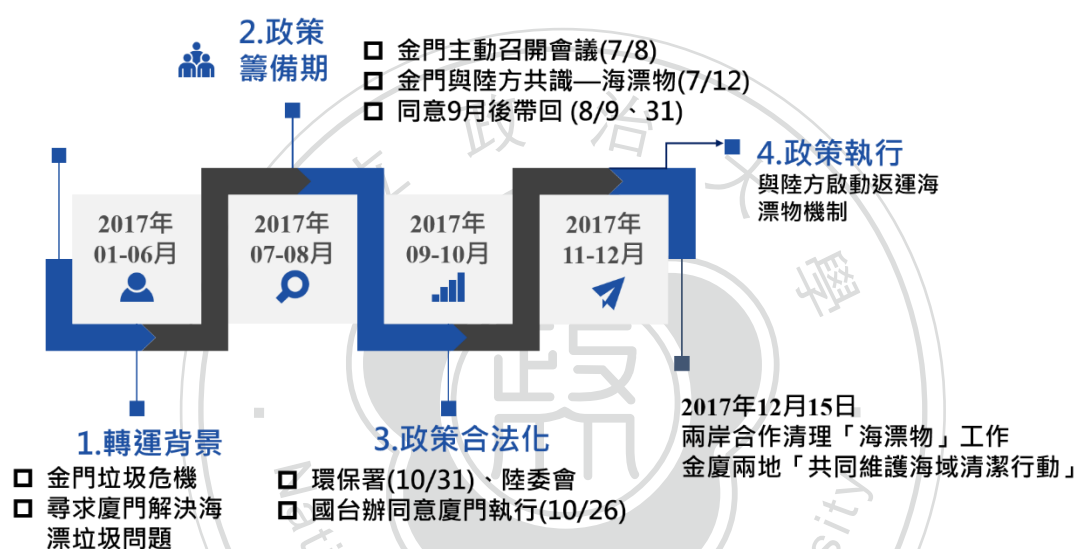 2.政策
籌備期
金門主動召開會議(7/8)
金門與陸方共識—海漂物(7/12)
同意9月後帶回 (8/9、31)
4.政策執行
與陸方啟動返運海
漂物機制
2017年
01-06月
2017年
07-08月
2017年
09-10月
2017年
11-12月
1.轉運背景
金門垃圾危機
尋求廈門解決海
漂垃圾問題
3.政策合法化
環保署(10/31)、陸委會
國台辦同意廈門執行(10/26)
2017年12月15日
兩岸合作清理「海漂物」工作
金廈兩地「共同維護海域清潔行動」
政治大學